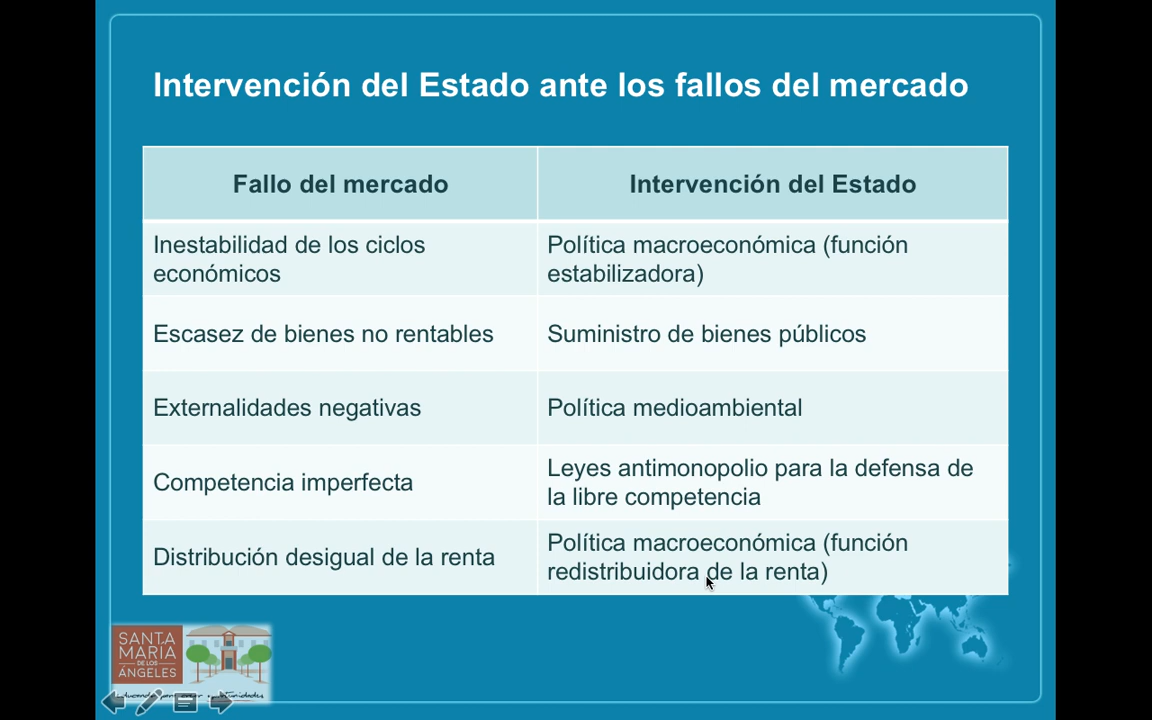 Intervención del Estado ante los fallos del mercado
Fallo del mercado
Intervención del Estado
Inestabilidad de los ciclos
económicos
Política macroeconómica (función
estabilizadora)
Escasez de bienes no rentables
Suministro de bienes públicos
Externalidades negativas
Política medioambiental
Competencia imperfecta
Leyes antimonopolio para la defensa de
la libre competencia
Distribución desigual de la renta
Política macroeconómica (función
redistribuidora de la renta)
SANTA
MARIA
DE LOS
ÁNGELES